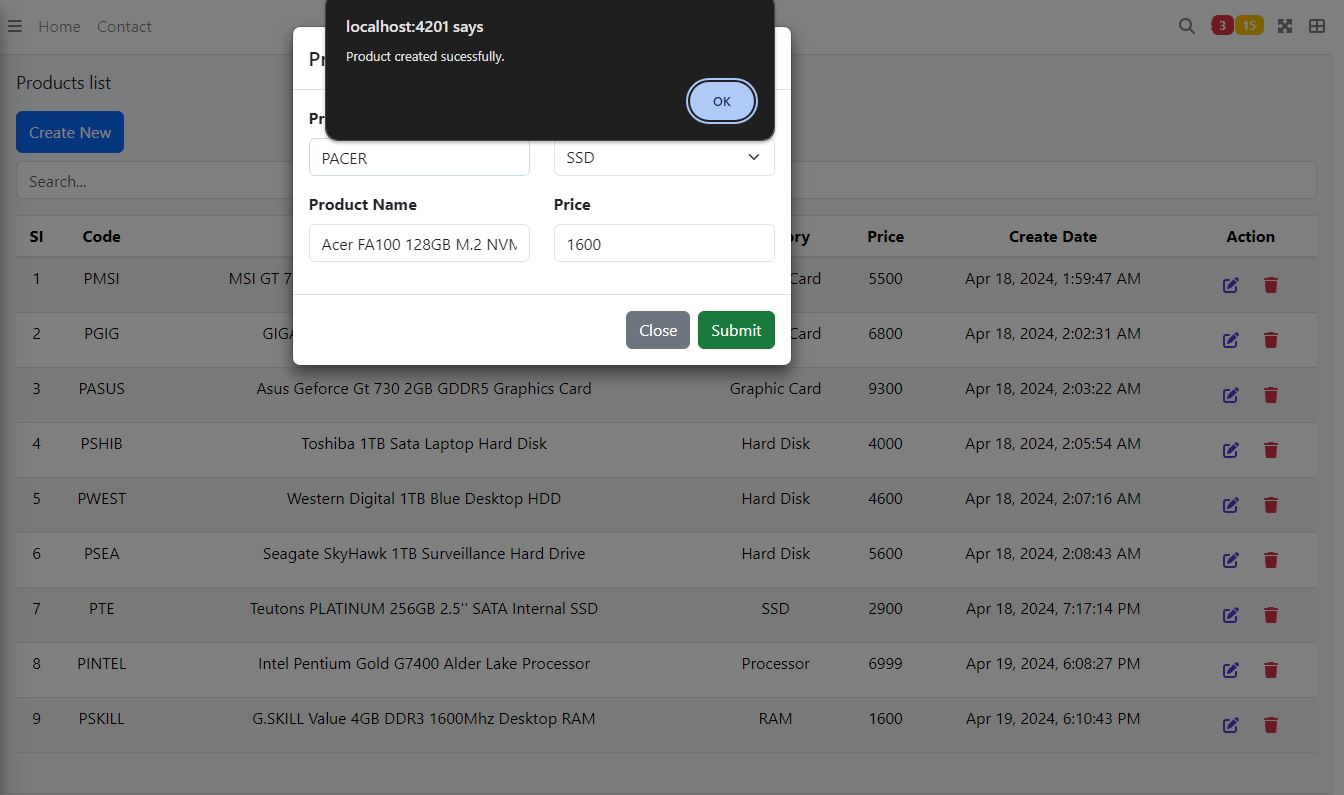 Home Contact
3 15
localhost:4201 says
Product created sucessfully.
OK
Products list
Create New
Search...
PACER
SSD
Product Name
Price
Acer FA100 128GB M.2
1600
Close
Submit
SI Code Price Create Date Action
1 PMSI MSI GT Card 5500 Apr 18, 2024, 1:59:47 AM
2 PGIG Card 6800 Apr 18, 2024, 2:02:31 AM
3 PASUS Asus Geforce Gt 730 2GB GDDR5 Graphics Card Graphic Card 9300 Apr 18, 2024, 2:03:22 AM
4 PSHIB Toshiba 1TB Sata Laptop Hard Disk Hard Disk 4000 Apr 18, 2024, 2:05:54 AM
5 PWEST Western Digital 1TB Blue Desktop HDD Hard Disk 4600 Apr 18, 2024, 2:07:16 AM
6 PSEA Seagate SkyHawk 1TB Surveillance Hard Drive Hard Disk 5600 Apr 18, 2024, 2:08:43 AM
7 PTE Teutons PLATINUM 256GB 2.5'' SATA Internal SSD SSD 2900 Apr 18, 2024, 7:17:14 PM
8 PINTEL Intel Pentium Gold G7400 Alder Lake Processor Processor 6999 Apr 19, 2024, 6:08:27 PM
9 PSKILL G.SKILL Value 4GB DDR3 1600Mhz Desktop RAM RAM 1600 Apr 19, 2024, 6:10:43 PM